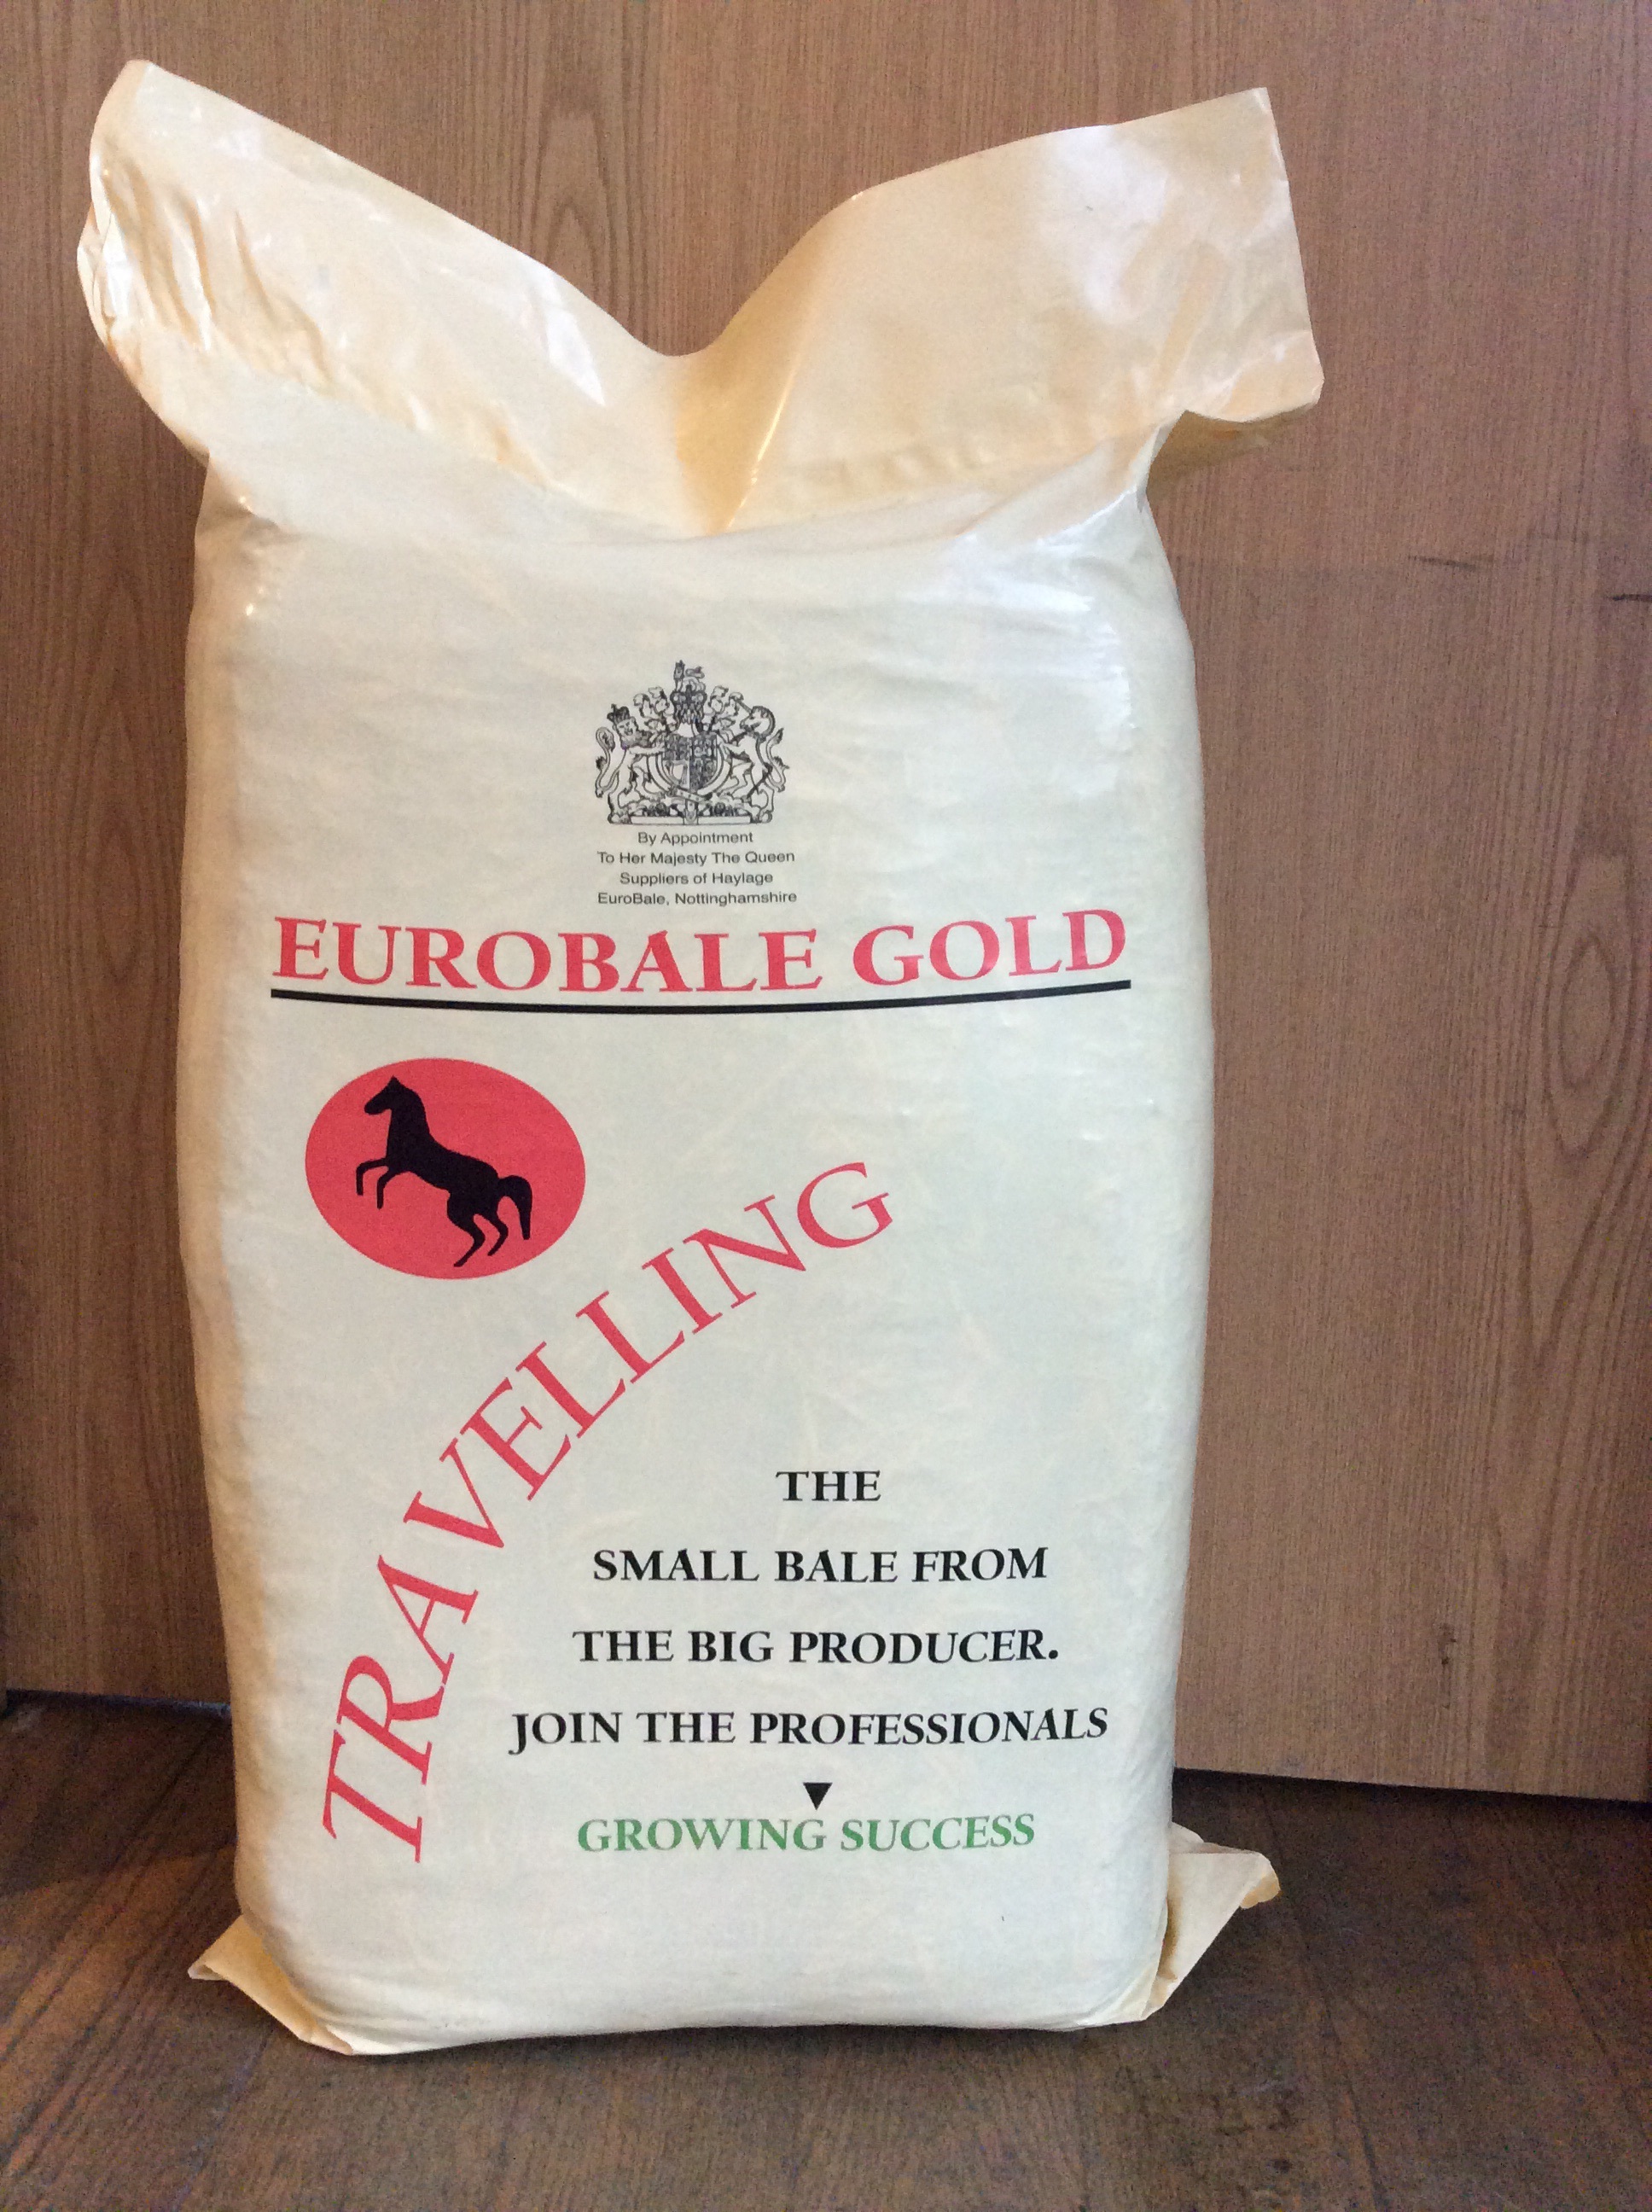 By Appointment
To Her Majesty The Queen
Suppliers of Haylage
EuroBale, Nottinghamshire
EUROBALE GOLD
TRAVELLING
THE
SMALL BALE FROM
THE BIG PRODUCER.
JOIN THE PROFESSIONALS
GROWING SUCCESS